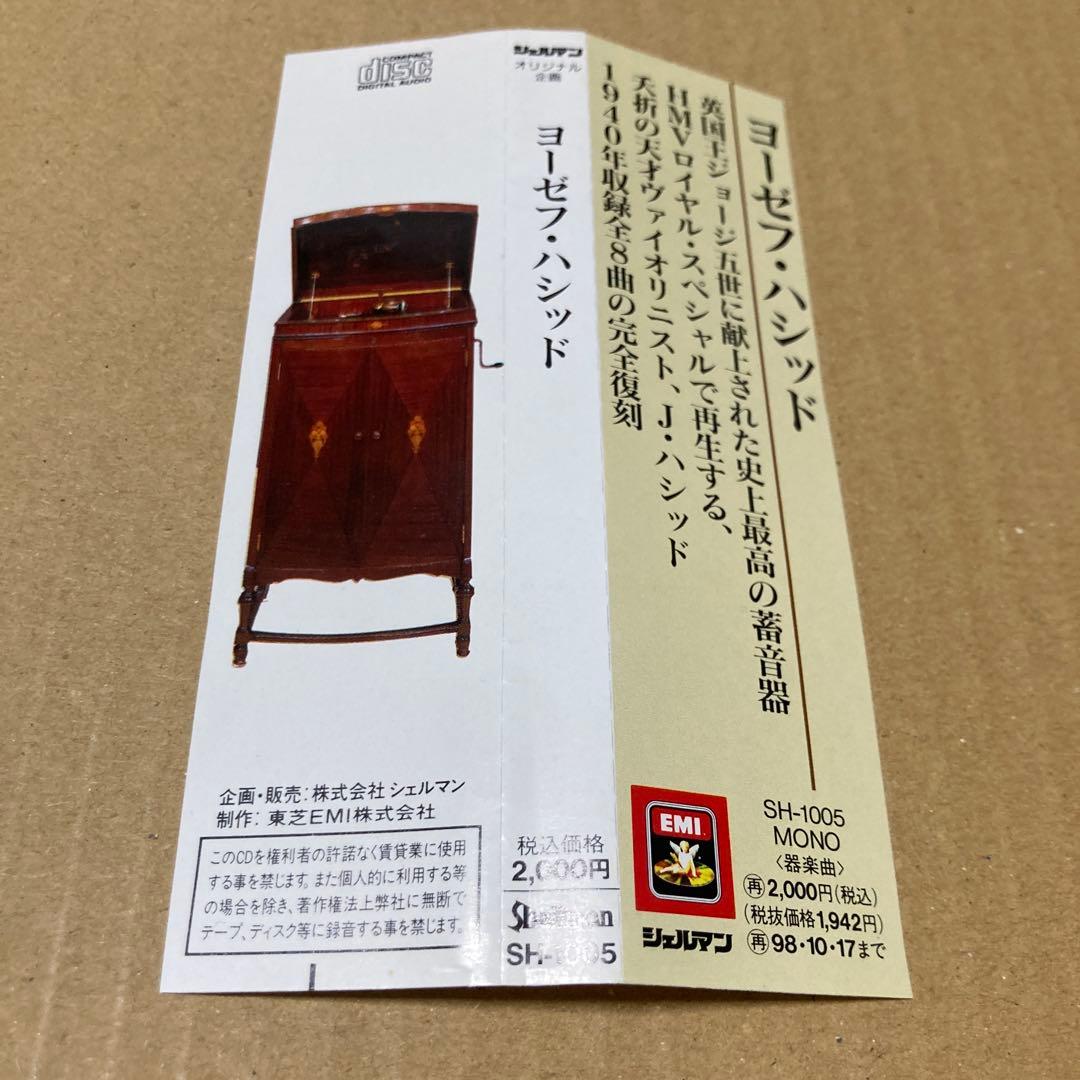 COMPACT
disc
DIGITAL AUDIO
企画・販売：株式会社シェルマン
制作：東芝EMI株式会社
このCDを権利者の許諾なく賃貸業に使用
する事を禁じます。また個人的に利用する等
の場合を除き、著作権法上弊社に無断で
テープ、ディスク等に録音する事を禁じます。
シェルマン
オリジナル
企画
ヨーゼフ・ハシッド
税込価格
2,000円
Shellman
SH-1005
ヨーゼフ・ハシッド
英国王ジョージ五世に献上された史上最高の蓄音器
HMVロイヤル・スペシャルで再生する、
夭折の天才ヴァイオリニスト、J・ハシッド
1940年収録全8曲の完全復刻
EMI
シェルマン
SH-1005
MONO
〈器楽曲〉
㊢2,000円(税込)
(税抜価格1,942円)
98・10・17まで